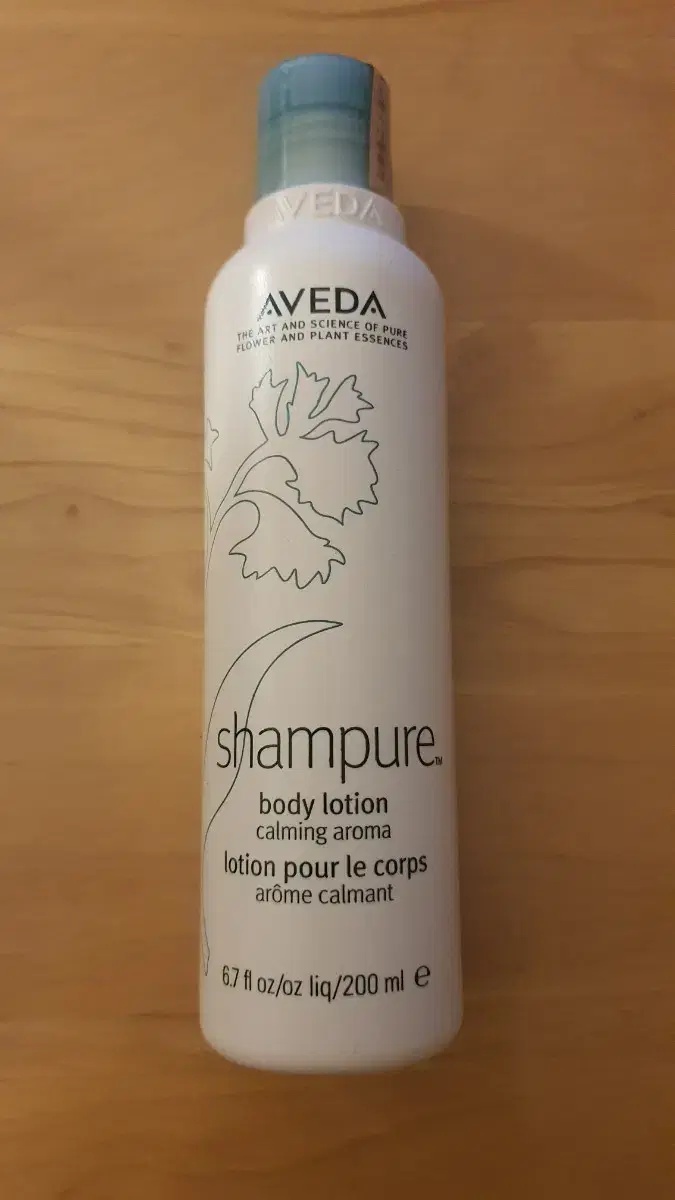 AVEDA
AVEDA
THE ART AND SCIENCE OF PURE
FLOWER AND PLANT ESSENCES
shampure™
body lotion
calming aroma
lotion pour le corps
arôme calmant
6.7 fl oz/oz liq/200 ml ℮